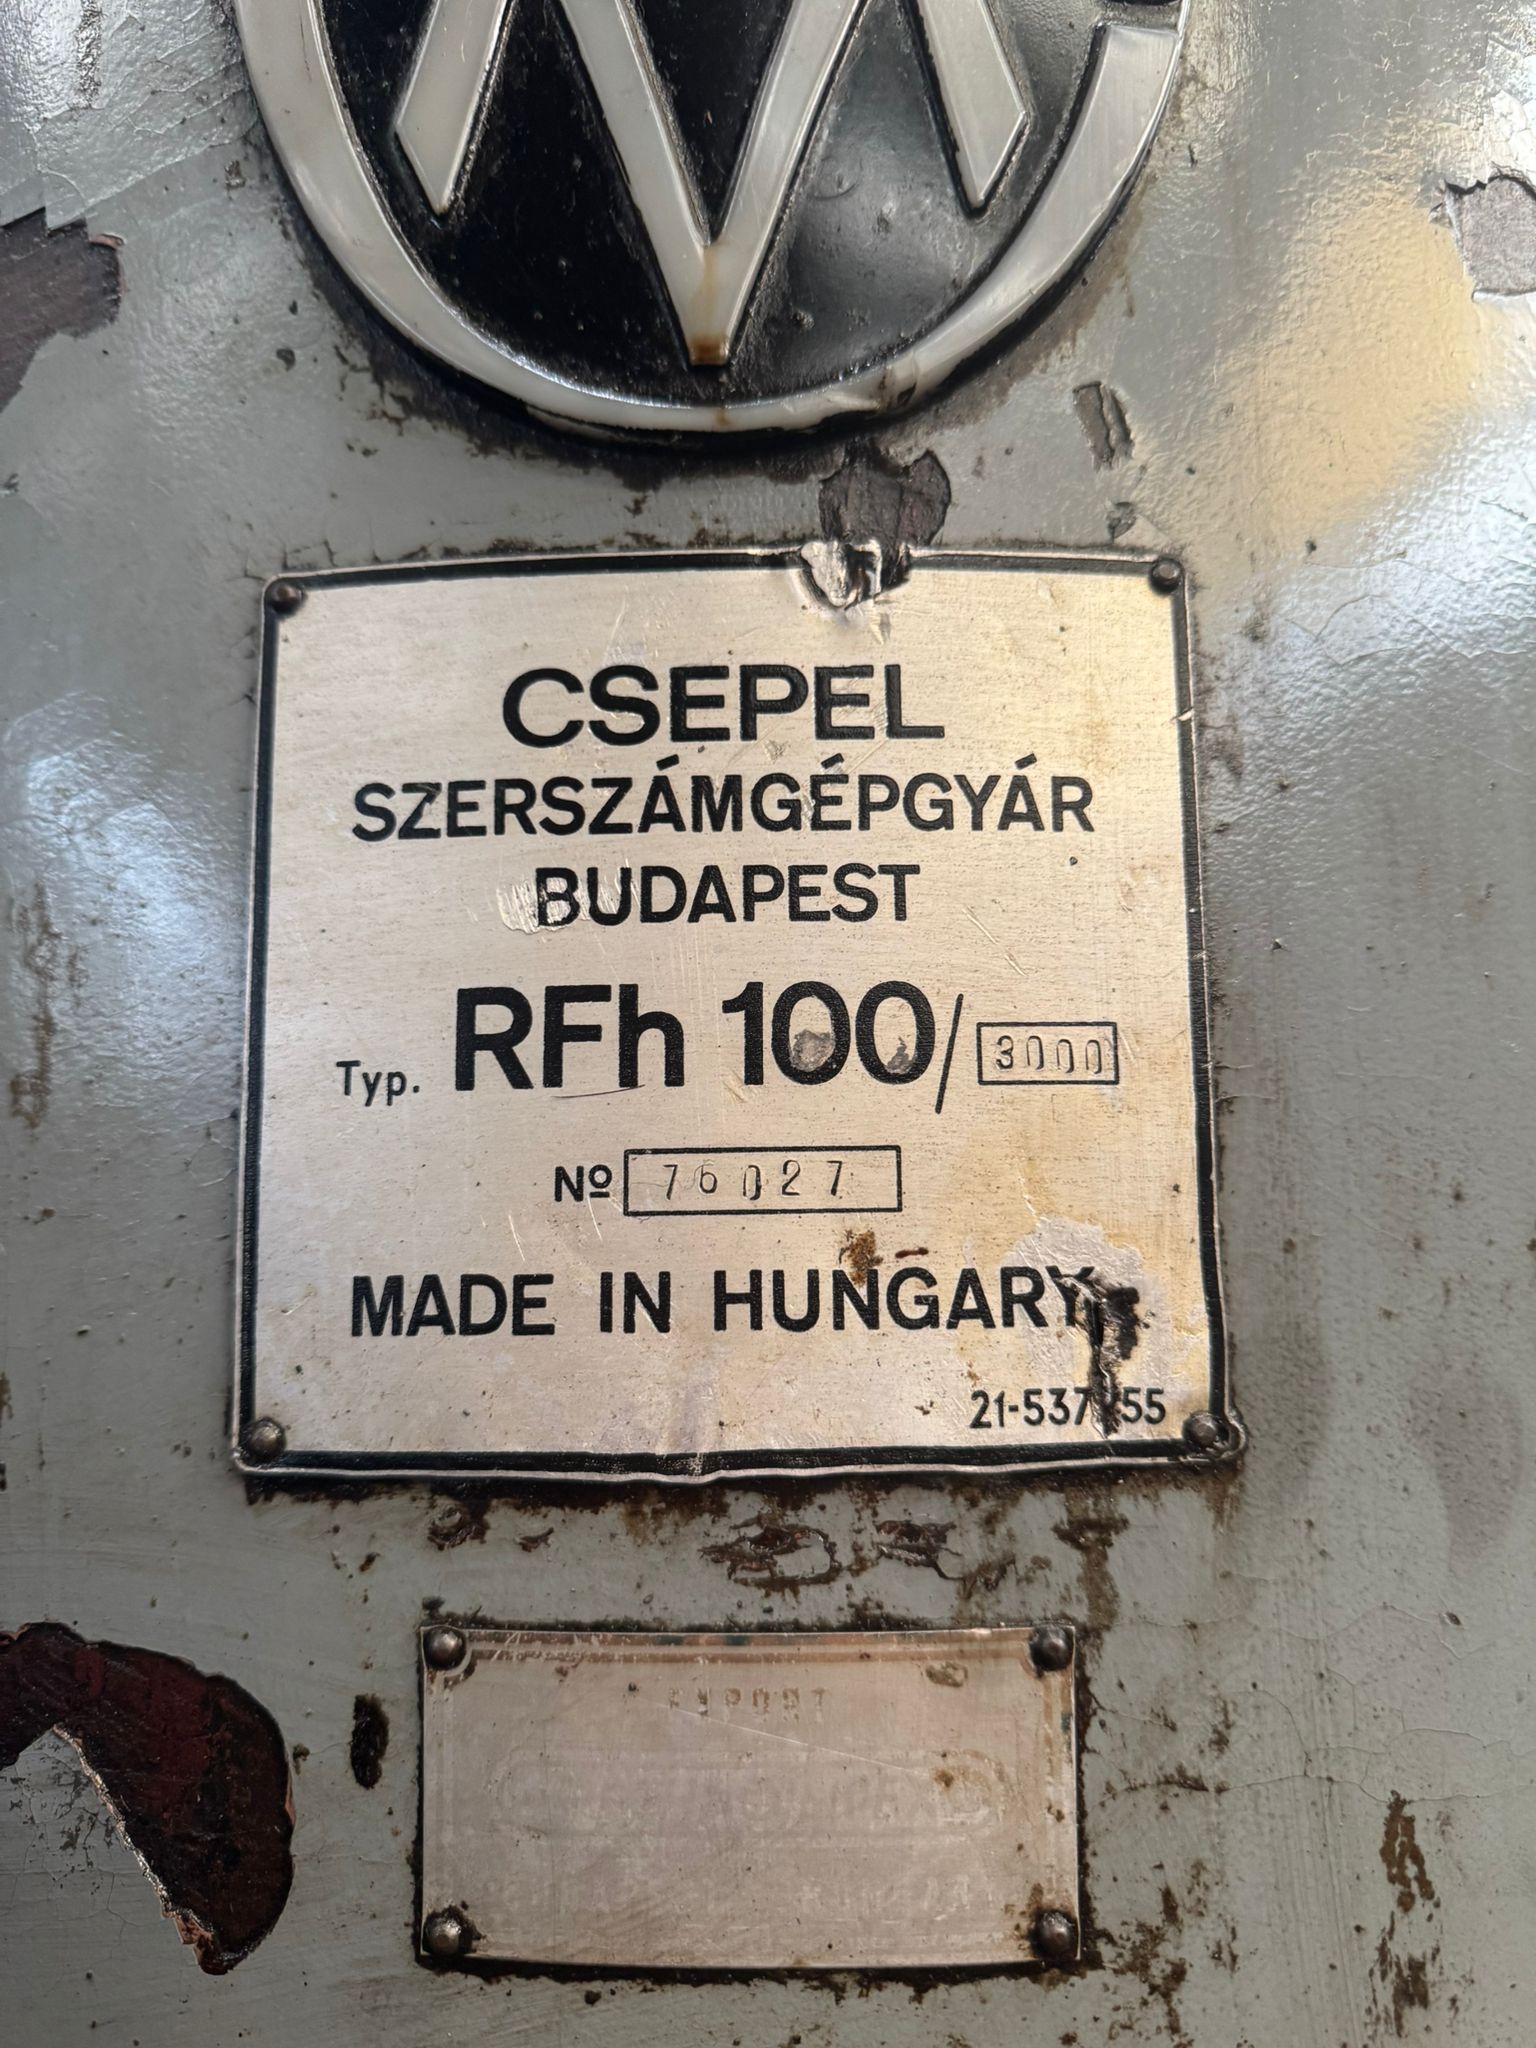 CSEPEL
SZERSZÁMGÉPGYÁR
BUDAPEST
Typ. RFh 100/ 3000
Nº 76027
MADE IN HUNGARY